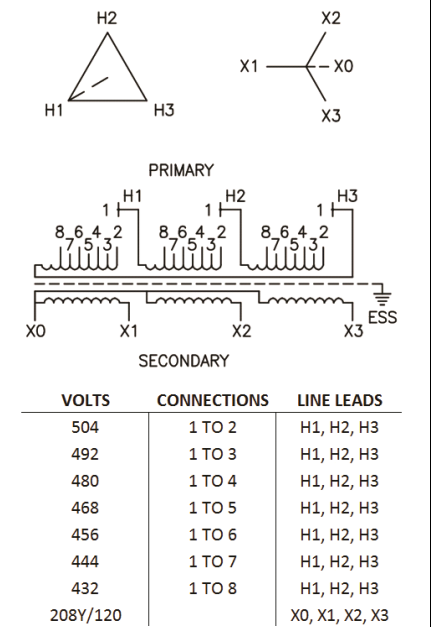 H2
H1 H3
X2
X1 X0
X3
PRIMARY
H1 H2 H3
1 1 1
8 7 6 5 4 3 2 8 7 6 5 4 3 2 8 7 6 5 4 3 2
ESS
X0 X1 X2 X3
SECONDARY
VOLTS CONNECTIONS LINE LEADS
504 1 TO 2 H1, H2, H3
492 1 TO 3 H1, H2, H3
480 1 TO 4 H1, H2, H3
468 1 TO 5 H1, H2, H3
456 1 TO 6 H1, H2, H3
444 1 TO 7 H1, H2, H3
432 1 TO 8 H1, H2, H3
208Y/120 X0, X1, X2, X3